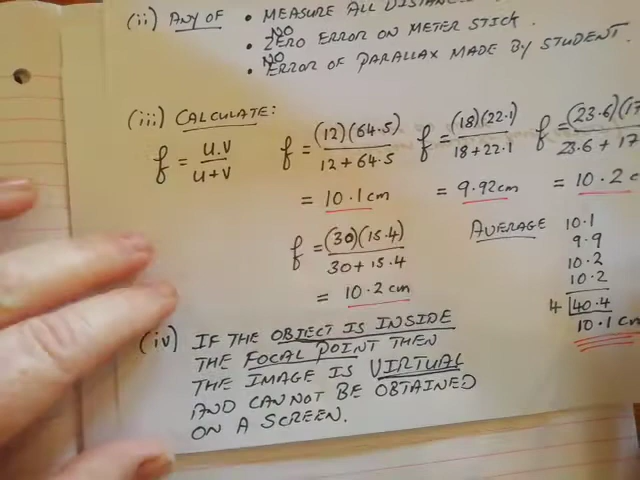 (ii) ANY OF • MEASURE ALL
• NO ZERO ERROR ON METER STICK.
• NO ERROR OF PARALLAX MADE BY STUDENT.
(iii) CALCULATE:
f = u.v / u+v
f = (12)(64.5) / 12+64.5
= 10.1 cm
f = (18)(22.1) / 18+22.1
= 9.92cm
f = (23.6)(17 / 23.6 + 17
= 10.2 c
f = (30)(15.4) / 30+15.4
= 10.2 cm
AVERAGE 10.1
9.9
10.2
10.2
4 |40.4
10.1 cm
(iv) IF THE OBJECT IS INSIDE
THE FOCAL POINT THEN
THE IMAGE IS VIRTUAL
AND CANNOT BE OBTAINED
ON A SCREEN.